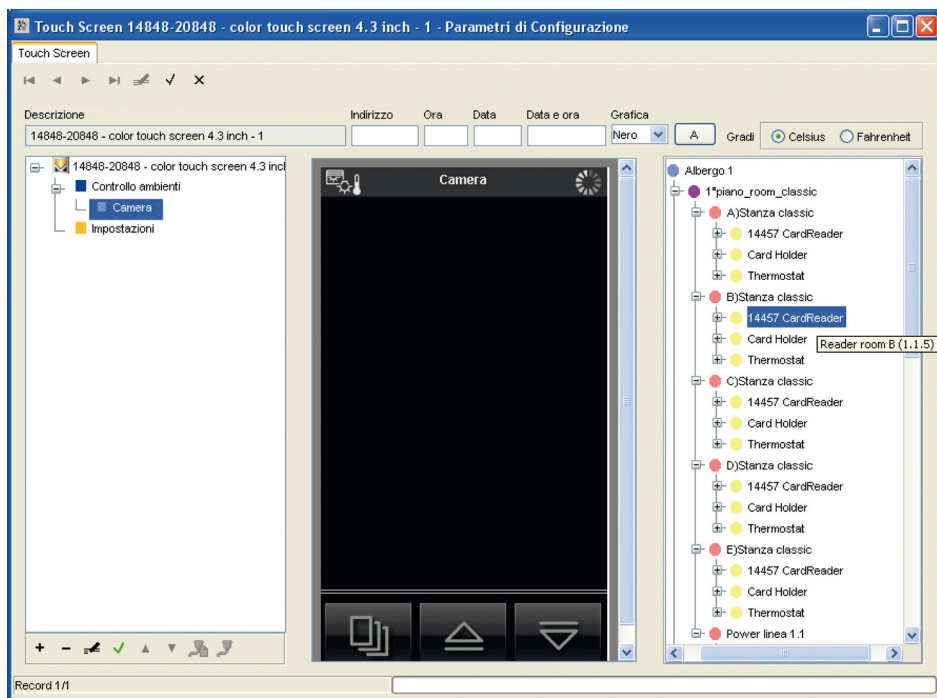 Touch Screen 14848-20848 - color touch screen 4.3 inch - 1 - Parametri di Configurazione
Touch Screen
Descrizione Indirizzo Ora Data Data e ora Grafica
14848-20848 - color touch screen 4.3 inch - 1 Nero A Gradi Celsius Fahrenheit
14848-20848 - color touch screen 4.3 incl
Controllo ambienti
Camera
Impostazioni
Camera
Albergo 1
1°piano_room_classic
A)Stanza classic
14457 CardReader
Card Holder
Thermostat
B)Stanza classic
14457 CardReader
Card Holder
Reader room B (1.1.5)
Thermostat
C)Stanza classic
14457 CardReader
Card Holder
Thermostat
D)Stanza classic
14457 CardReader
Card Holder
Thermostat
E)Stanza classic
14457 CardReader
Card Holder
Thermostat
Power linea 1.1
Record 1/1